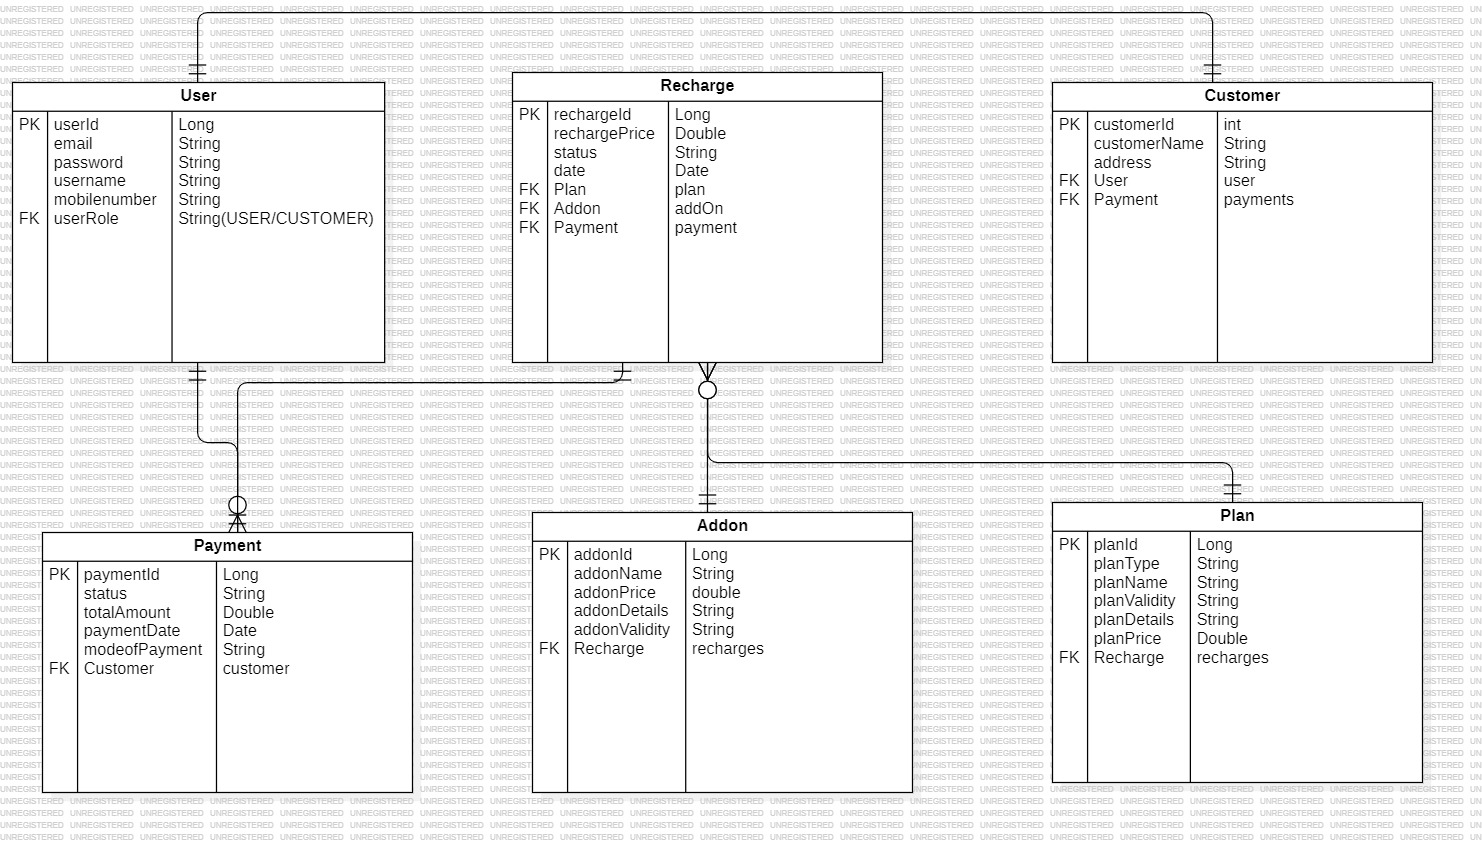 User
PK userId Long
email String
password String
username String
mobilenumber String
FK userRole String(USER/CUSTOMER)
Recharge
PK rechargeId Long
rechargePrice Double
status String
date Date
FK Plan plan
FK Addon addOn
FK Payment payment
Customer
PK customerId int
customerName String
address String
FK User user
FK Payment payments
Payment
PK paymentId Long
status String
totalAmount Double
paymentDate Date
modeofPayment String
FK Customer customer
Addon
PK addonId Long
addonName String
addonPrice double
addonDetails String
addonValidity String
FK Recharge recharges
Plan
PK planId Long
planType String
planName String
planValidity String
planDetails String
planPrice Double
FK Recharge recharges
UNREGISTERED